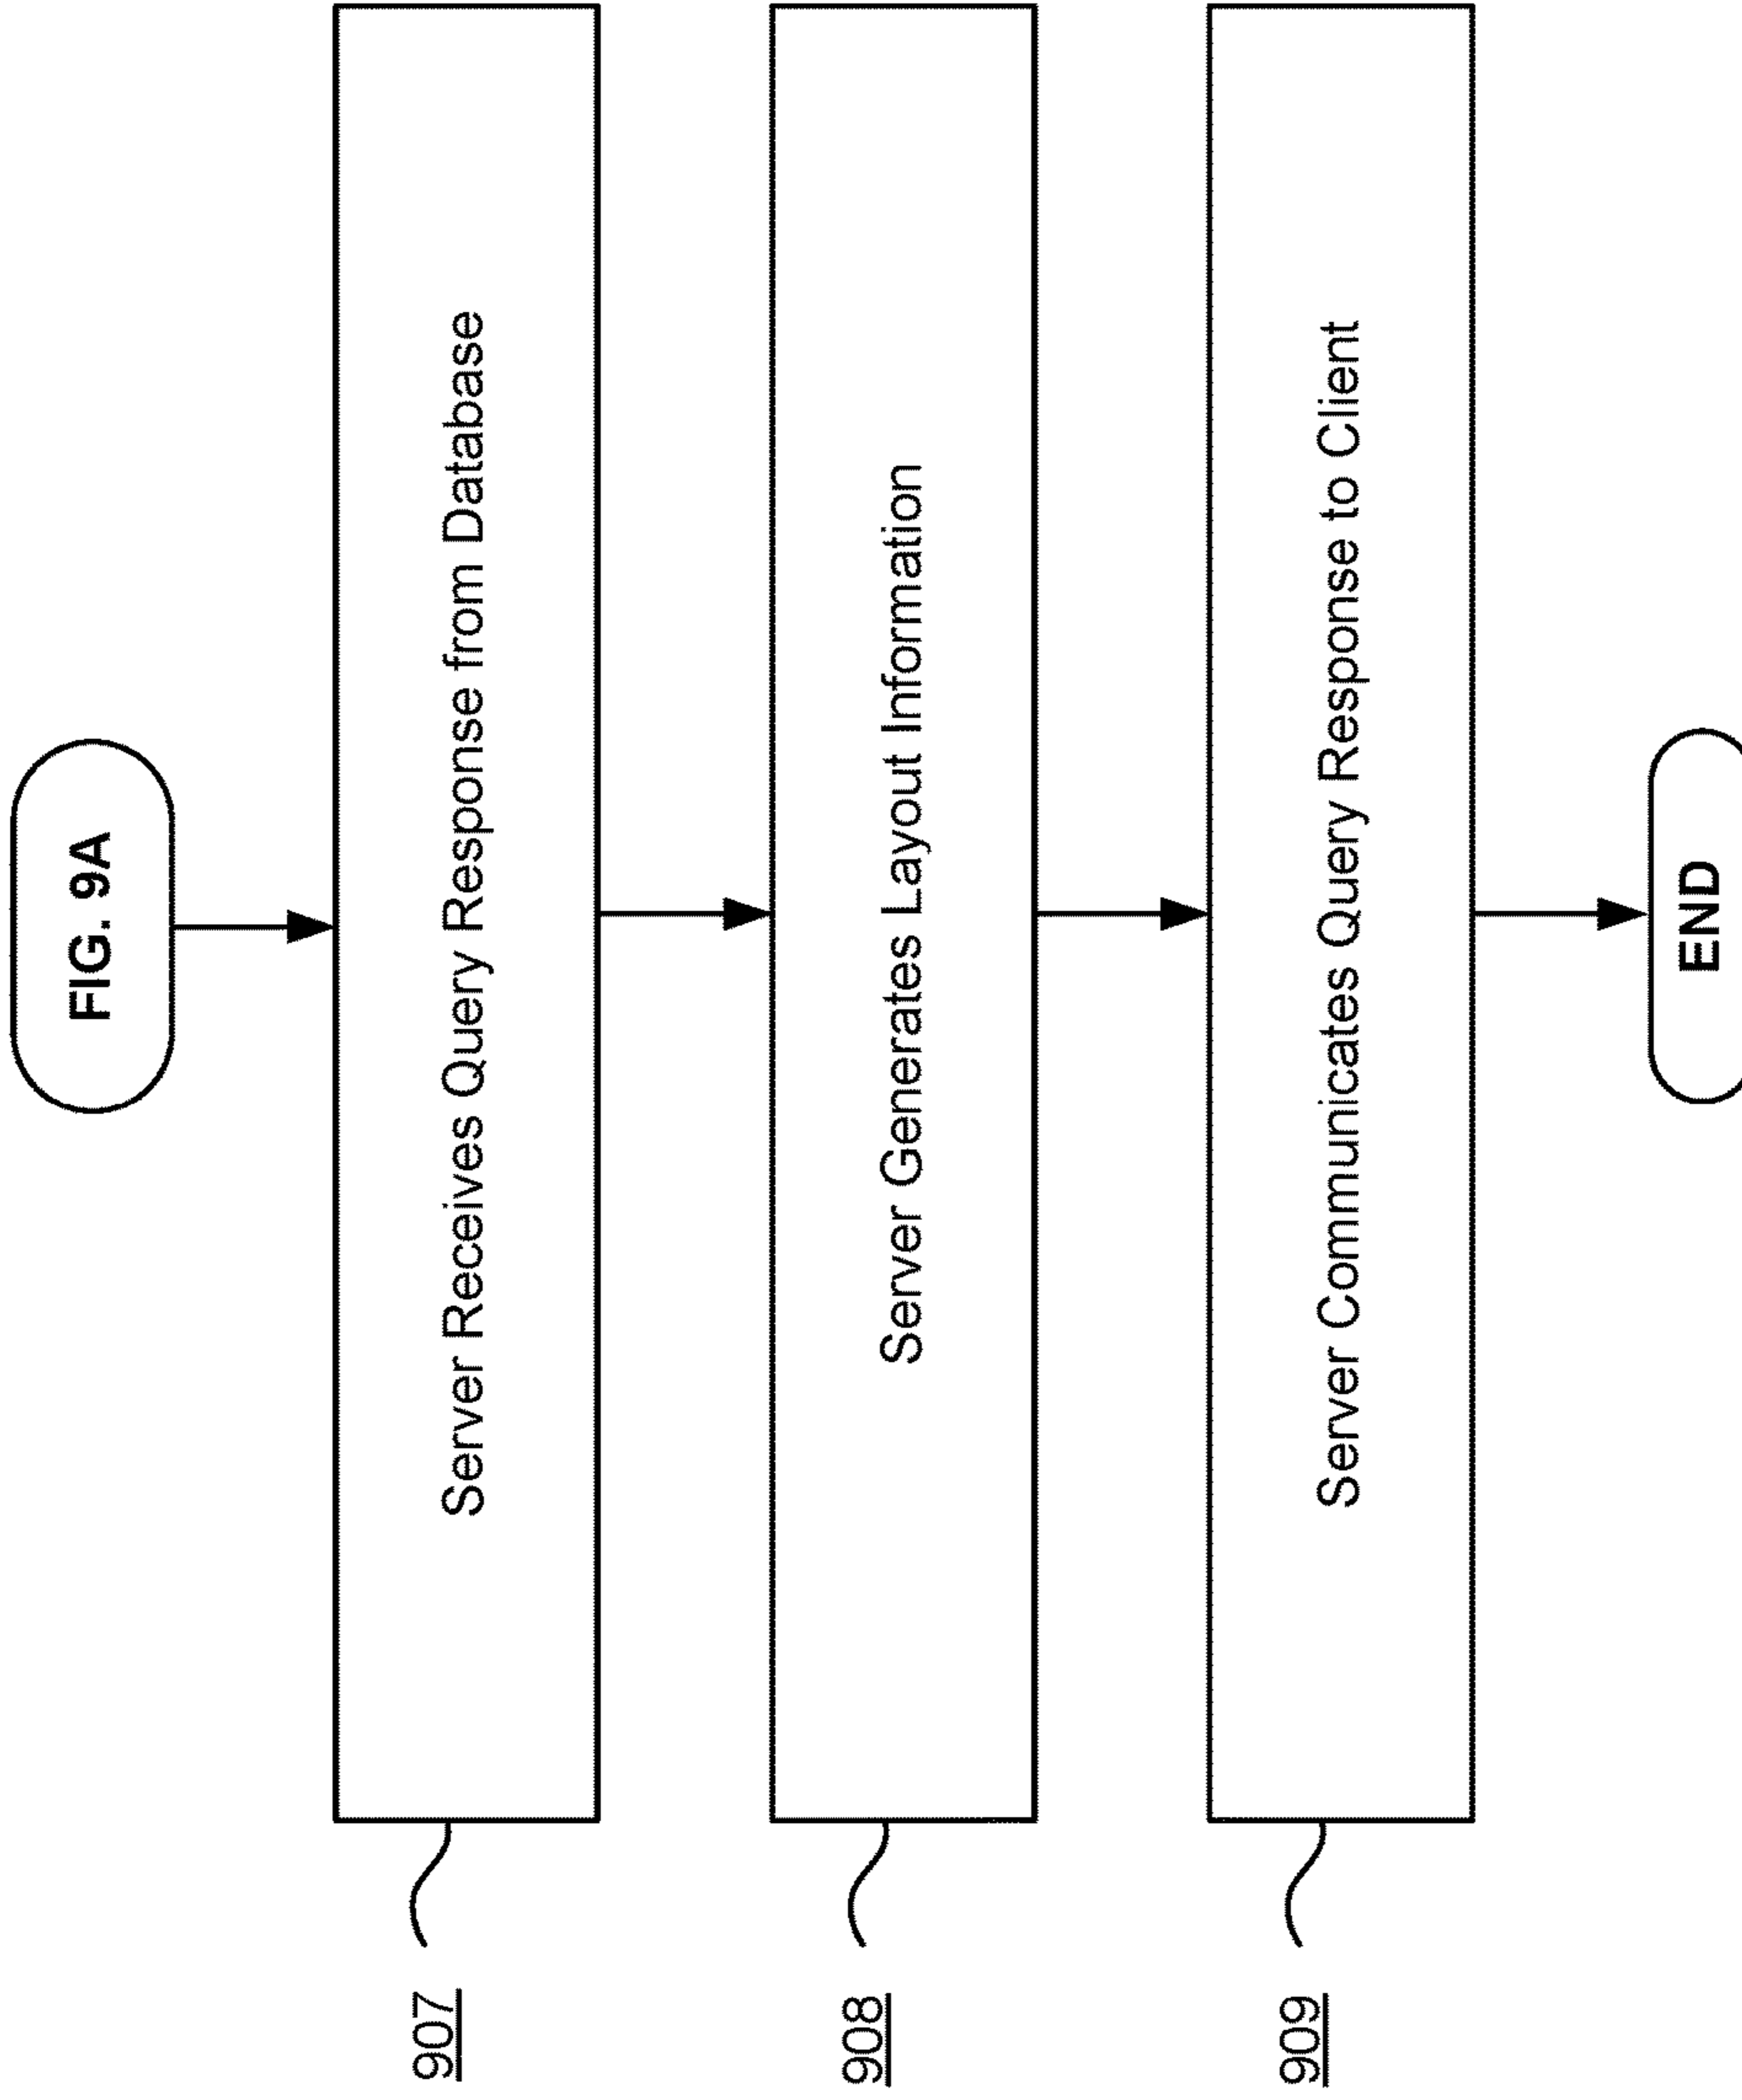 FIG. 9A
907
Server Receives Query Response from Database
908
Server Generates Layout Information
909
Server Communicates Query Response to Client
END